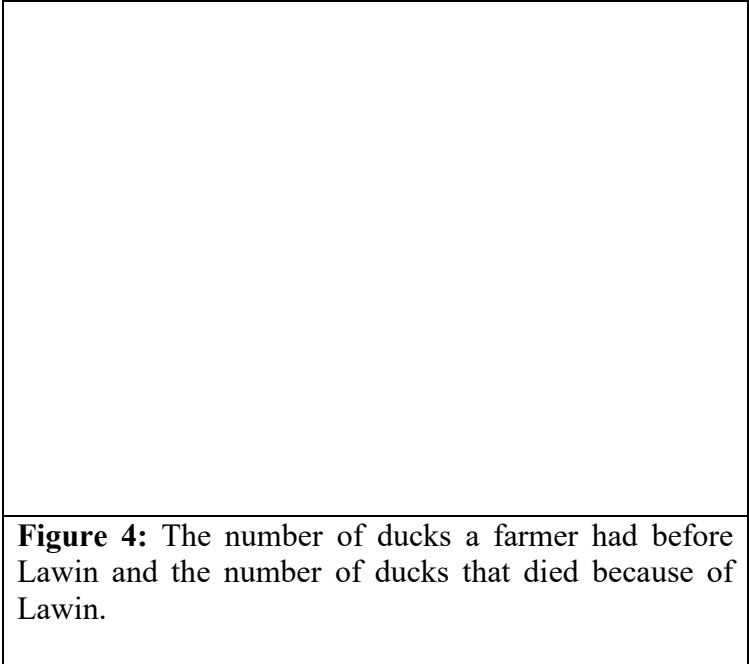 Figure 4: The number of ducks a farmer had before
Lawin and the number of ducks that died because of
Lawin.